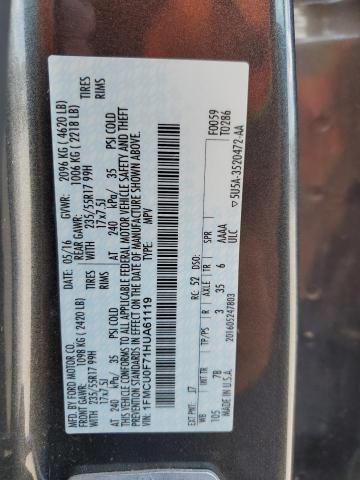 MFD. BY FORD MOTOR CO.
DATE: 05/16 GVWR: 2096 KG ( 4620 LB)
FRONT GAWR: 1098 KG ( 2420 LB) REAR GAWR: 1006 KG ( 2218 LB)
WITH 235/55R17 99H TIRES WITH 235/55R17 99H TIRES
17x7.5J RIMS 17x7.5J RIMS
AT 240 kPa/ 35 PSI COLD AT 240 kPa/ 35 PSI COLD
THIS VEHICLE CONFORMS TO ALL APPLICABLE FEDERAL MOTOR VEHICLE SAFETY AND BUMPER
AND THEFT PREVENTION STANDARDS IN EFFECT ON THE DATE OF MANUFACTURE SHOWN ABOVE.
VIN: 1FMCU0F71HUA61119 F0059
TYPE: MPV T0286
EXT PNT: J7 RC: 52 DSO:
WB INT TR TP/PS R AXLE TR SPR
105 7B 3 35 6 AAAA
ULC
MADE IN U.S.A. 201605247803 5U5A-3520472-AA